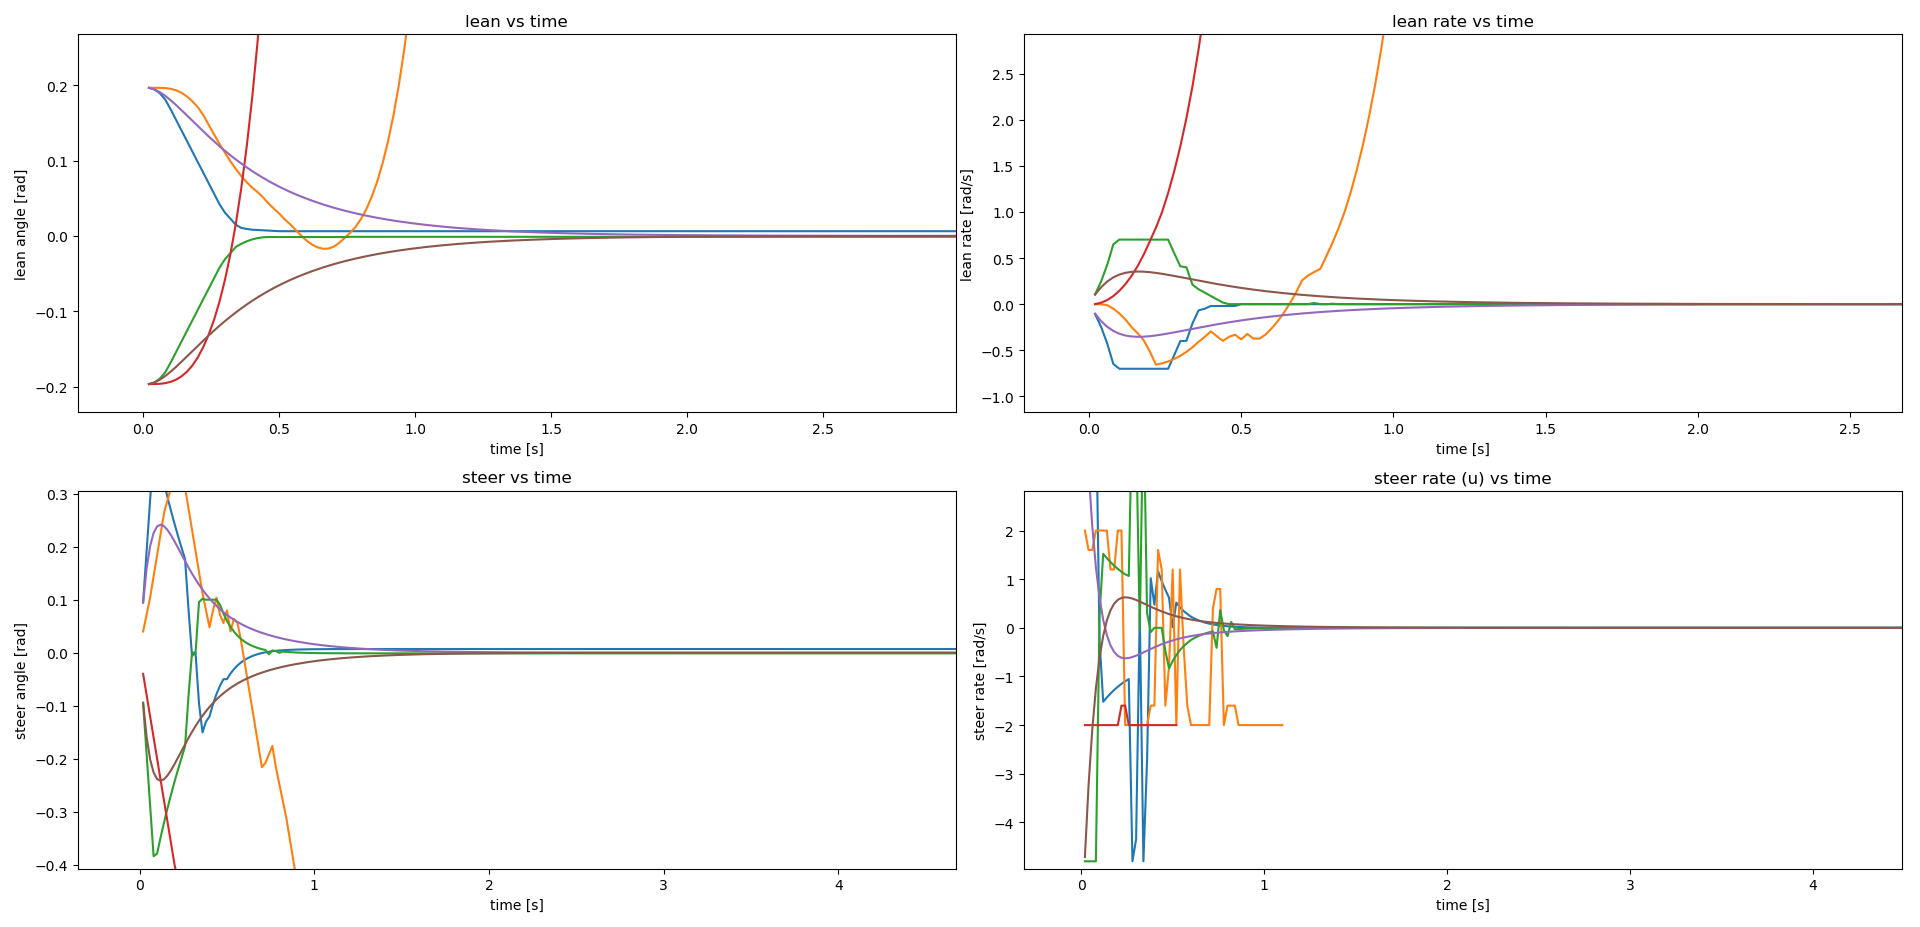 lean vs time
lean angle [rad]
0.2
0.1
0.0
−0.1
−0.2
0.0 0.5 1.0 1.5 2.0 2.5
time [s]
lean rate vs time
lean rate [rad/s]
2.5
2.0
1.5
1.0
0.5
0.0
−0.5
−1.0
0.0 0.5 1.0 1.5 2.0 2.5
time [s]
steer vs time
steer angle [rad]
0.3
0.2
0.1
0.0
−0.1
−0.2
−0.3
−0.4
0 1 2 3 4
time [s]
steer rate (u) vs time
steer rate [rad/s]
2
1
0
−1
−2
−3
−4
0 1 2 3 4
time [s]